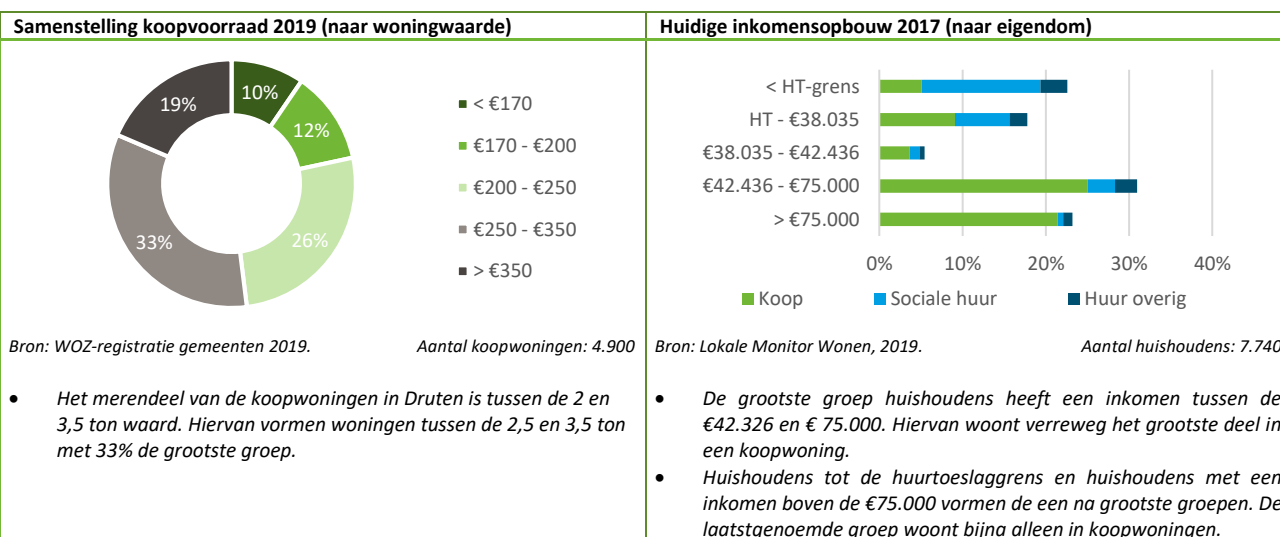 Samenstelling koopvoorraad 2019 (naar woningwaarde)
10%
12%
26%
33%
19%
< €170
€170 - €200
€200 - €250
€250 - €350
> €350
Bron: WOZ-registratie gemeenten 2019. Aantal koopwoningen: 4.900
• Het merendeel van de koopwoningen in Druten is tussen de 2 en
3,5 ton waard. Hiervan vormen woningen tussen de 2,5 en 3,5 ton
met 33% de grootste groep.
Huidige inkomensopbouw 2017 (naar eigendom)
< HT-grens
HT - €38.035
€38.035 - €42.436
€42.436 - €75.000
> €75.000
0% 10% 20% 30% 40%
Koop Sociale huur Huur overig
Bron: Lokale Monitor Wonen, 2019. Aantal huishoudens: 7.740
• De grootste groep huishoudens heeft een inkomen tussen de
€42.326 en € 75.000. Hiervan woont verreweg het grootste deel in
een koopwoning.
• Huishoudens tot de huurtoeslaggrens en huishoudens met een
inkomen boven de €75.000 vormen de een na grootste groepen. De
laatstgenoemde groep woont bijna alleen in koopwoningen.